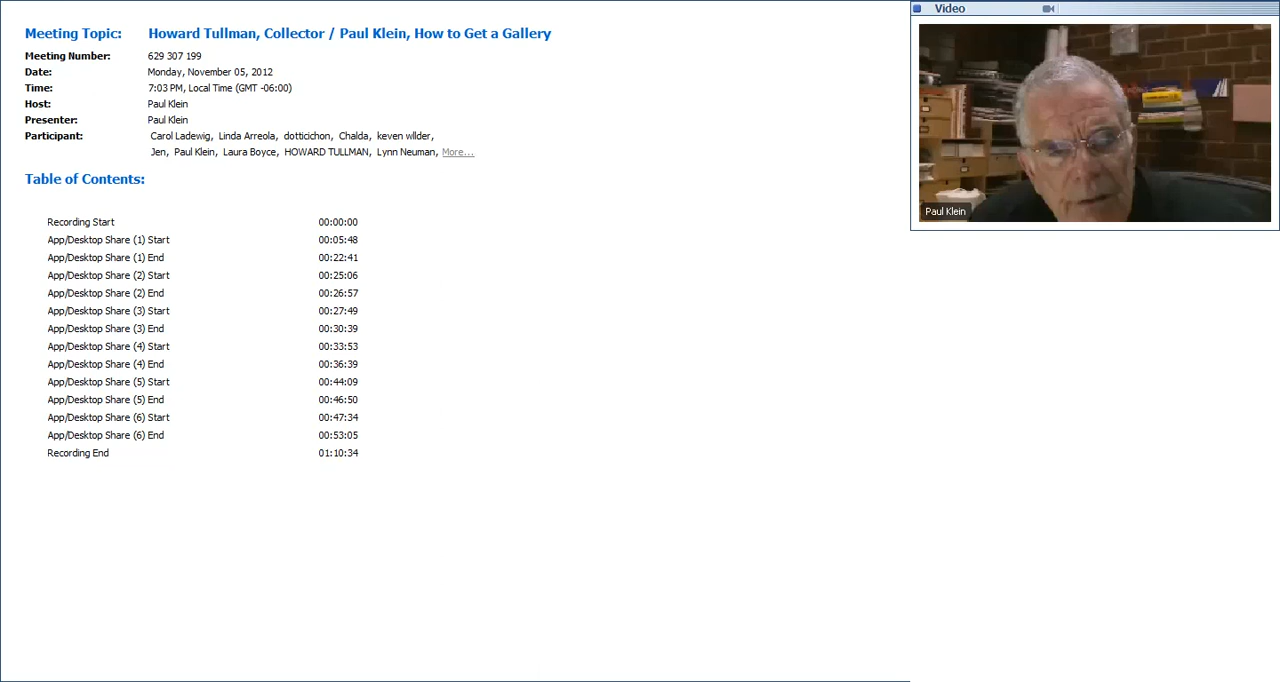 Meeting Topic: Howard Tullman, Collector / Paul Klein, How to Get a Gallery
Meeting Number: 629 307 199
Date: Monday, November 05, 2012
Time: 7:03 PM, Local Time (GMT -06:00)
Host: Paul Klein
Presenter: Paul Klein
Participant: Carol Ladewig, Linda Arreola, dotticichon, Chalda, keven wilder,
Jen, Paul Klein, Laura Boyce, HOWARD TULLMAN, Lynn Neuman, More...
Table of Contents:
Recording Start 00:00:00
App/Desktop Share (1) Start 00:05:48
App/Desktop Share (1) End 00:22:41
App/Desktop Share (2) Start 00:25:06
App/Desktop Share (2) End 00:26:57
App/Desktop Share (3) Start 00:27:49
App/Desktop Share (3) End 00:30:39
App/Desktop Share (4) Start 00:33:53
App/Desktop Share (4) End 00:36:39
App/Desktop Share (5) Start 00:44:09
App/Desktop Share (5) End 00:46:50
App/Desktop Share (6) Start 00:47:34
App/Desktop Share (6) End 00:53:05
Recording End 01:10:34
Video
Paul Klein